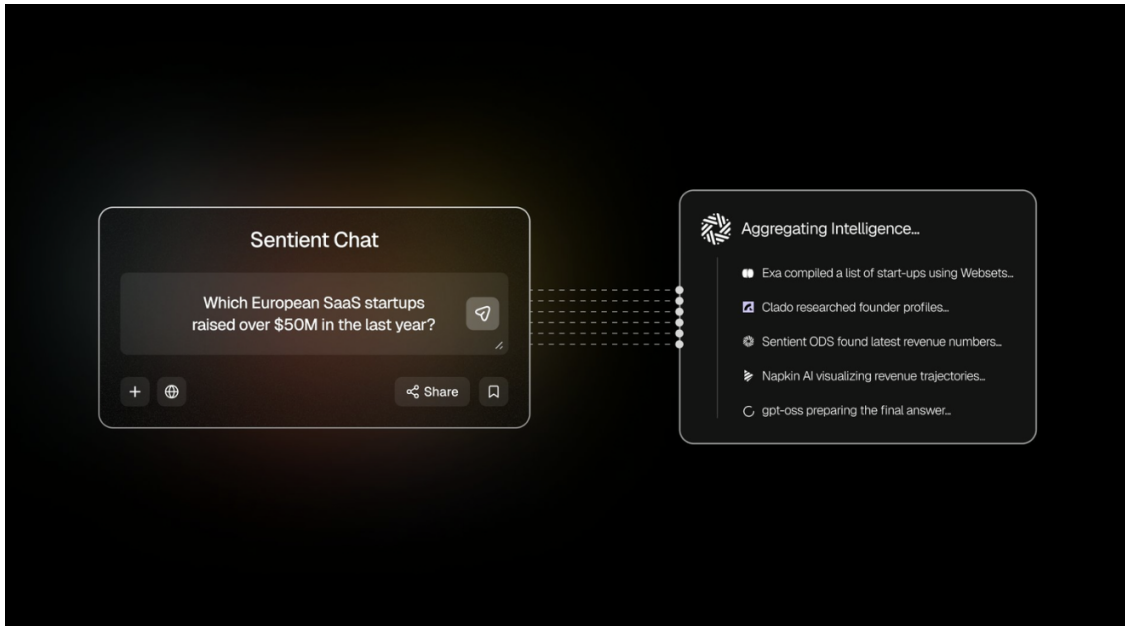 Sentient Chat
Which European SaaS startups
raised over $50M in the last year?
Share
Aggregating Intelligence...
Exa compiled a list of start-ups using Websets...
Clado researched founder profiles...
Sentient ODS found latest revenue numbers...
Napkin AI visualizing revenue trajectories...
gpt-oss preparing the final answer...